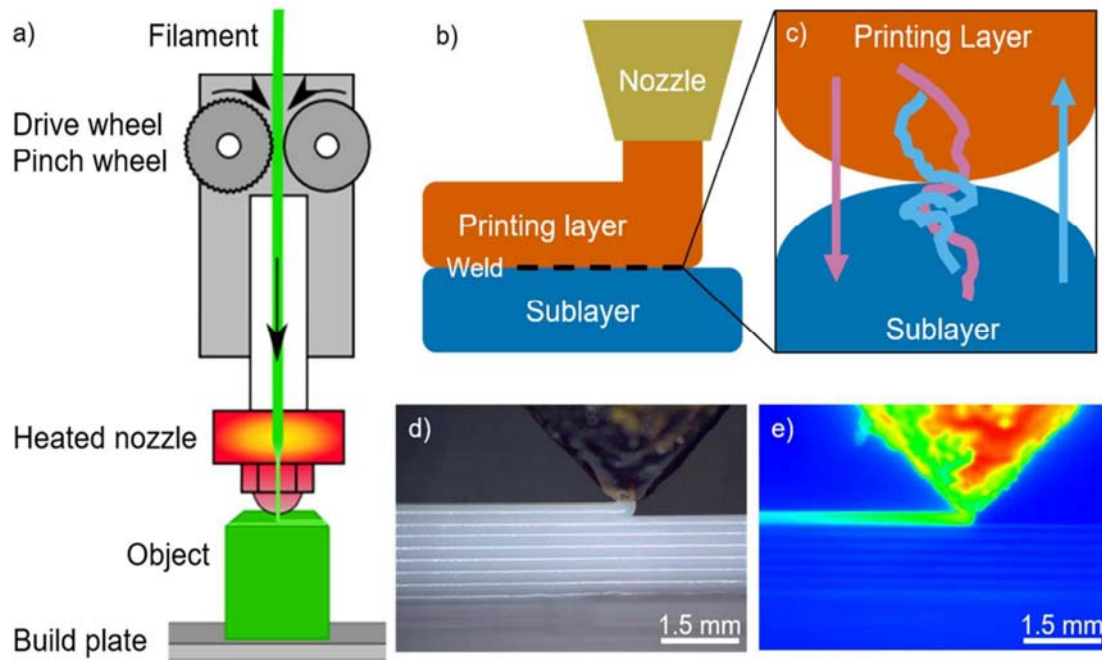 a)
Filament
Drive wheel
Pinch wheel
Heated nozzle
Object
Build plate
b)
Nozzle
Printing layer
Weld
Sublayer
c)
Printing Layer
Sublayer
d)
1.5 mm
e)
1.5 mm